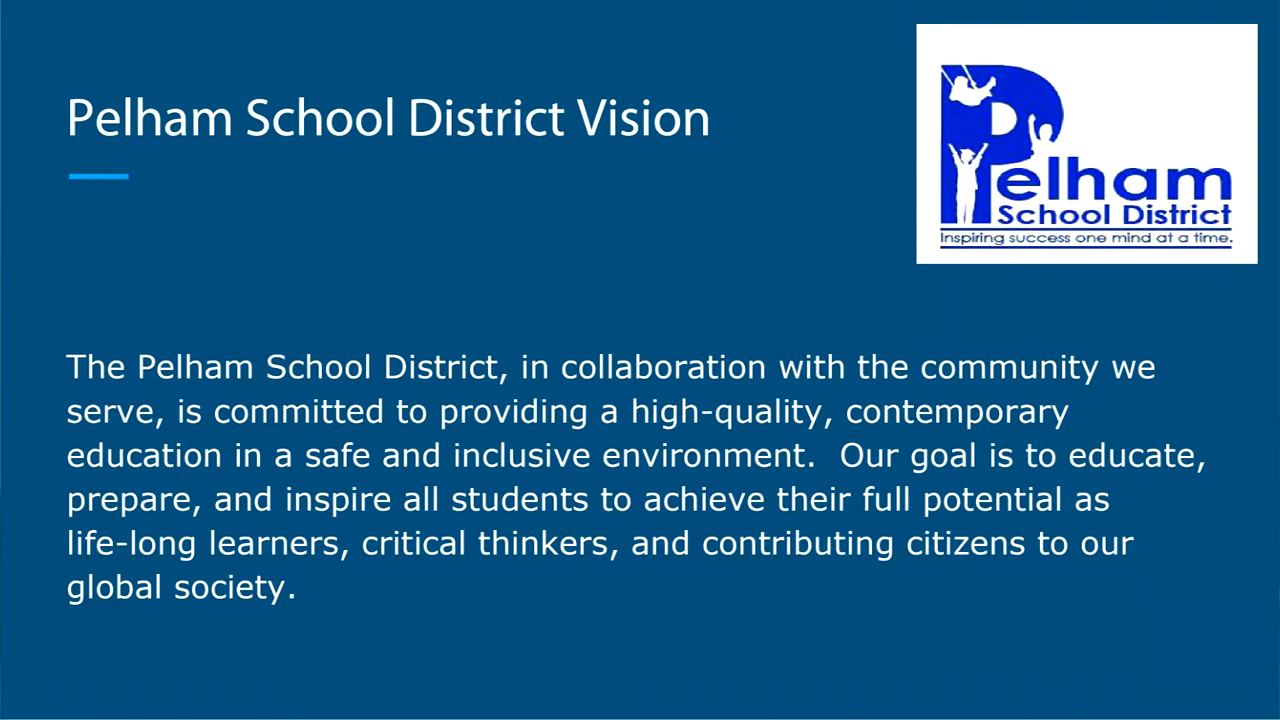 Pelham School District Vision
Pelham
School District
Inspiring success one mind at a time.
The Pelham School District, in collaboration with the community we
serve, is committed to providing a high-quality, contemporary
education in a safe and inclusive environment.  Our goal is to educate,
prepare, and inspire all students to achieve their full potential as
life-long learners, critical thinkers, and contributing citizens to our
global society.